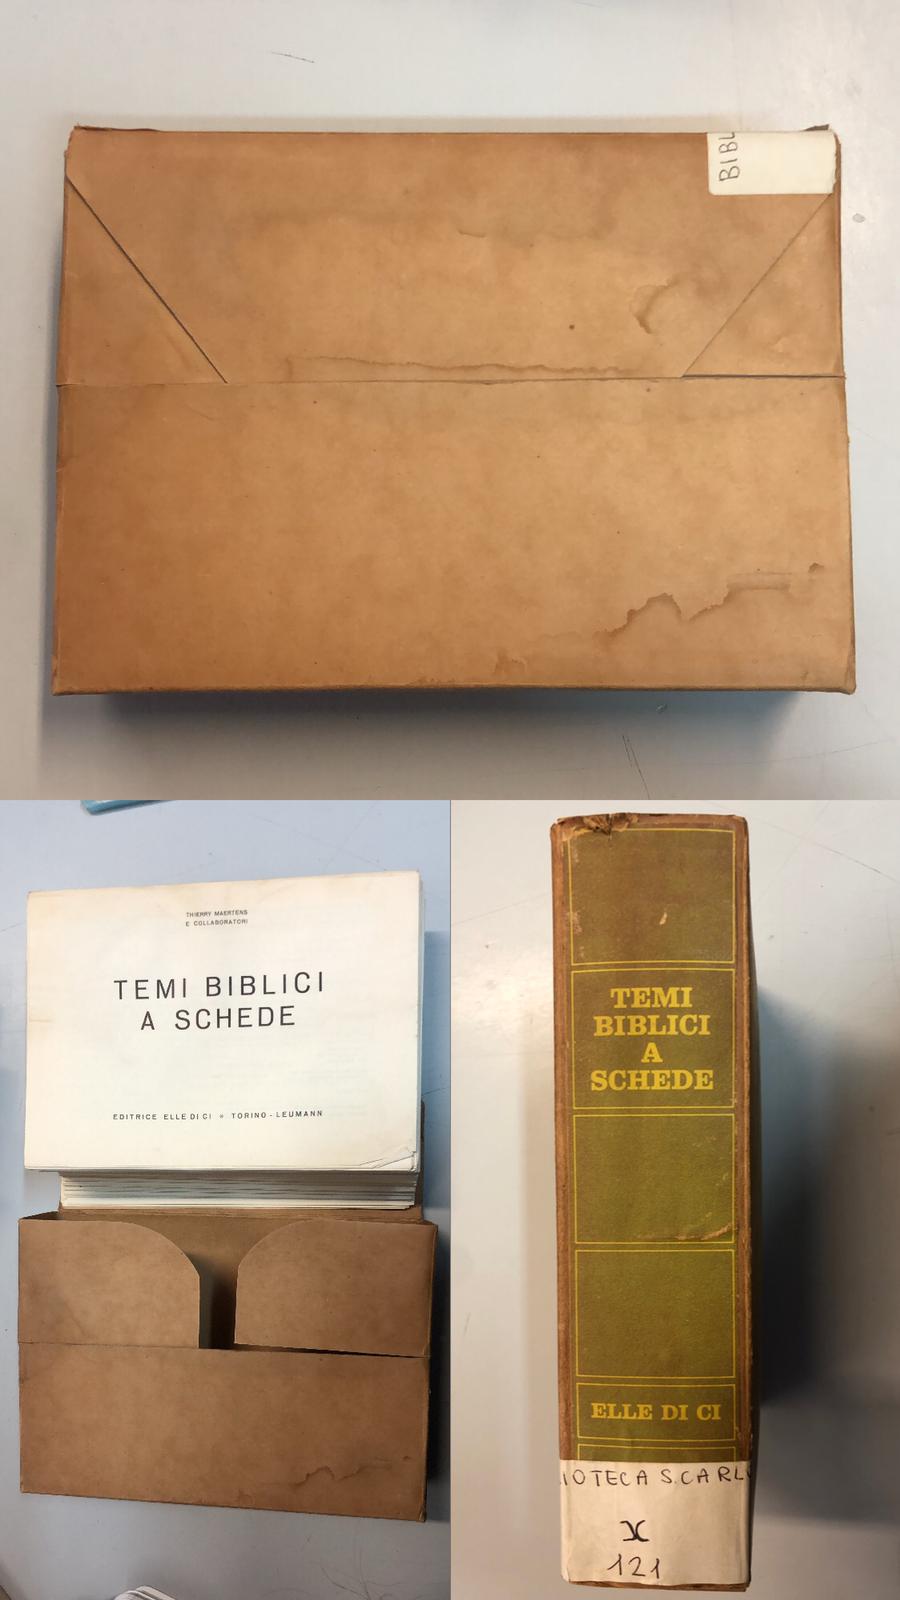 BIBL
THIERRY MAERTENS
E COLLABORATORI
TEMI BIBLICI
A SCHEDE
EDITRICE ELLE DI CI * TORINO - LEUMANN
TEMI
BIBLICI
A
SCHEDE
ELLE DI CI
IOTECA S.CARL
X
121